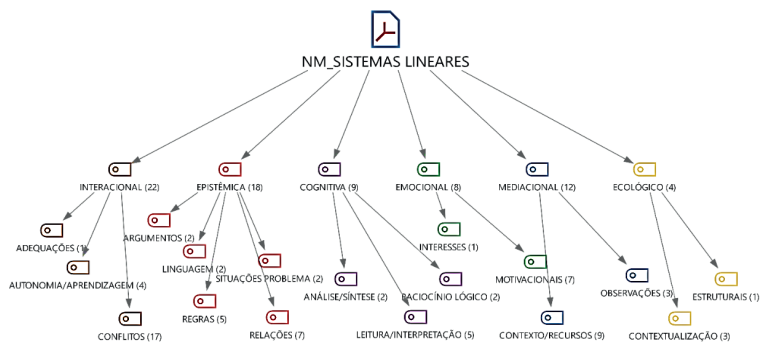 NM_SISTEMAS LINEARES
INTERACIONAL (22)
EPISTÊMICA (18)
COGNITIVA (9)
EMOCIONAL (8)
MEDIACIONAL (12)
ECOLÓGICO (4)
ADEQUAÇÕES (1)
ARGUMENTOS (2)
INTERESSES (1)
LINGUAGEM (2)
SITUAÇÕES PROBLEMA (2)
MOTIVACIONAIS (7)
AUTONOMIA/APRENDIZAGEM (4)
ANÁLISE/SÍNTESE (2)
RACIOCÍNIO LÓGICO (2)
OBSERVAÇÕES (3)
ESTRUTURAIS (1)
REGRAS (5)
CONFLITOS (17)
RELAÇÕES (7)
LEITURA/INTERPRETAÇÃO (5)
CONTEXTO/RECURSOS (9)
CONTEXTUALIZAÇÃO (3)